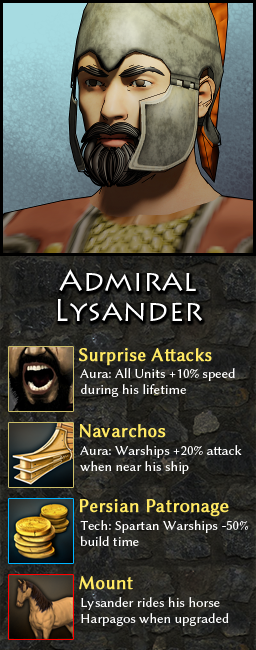 Admiral
Lysander
Surprise Attacks
Aura: All Units +10% speed
during his lifetime
Navarchos
Aura: Warships +20% attack
when near his ship
Persian Patronage
Tech: Spartan Warships -50%
build time
Mount
Lysander rides his horse
Harpagos when upgraded